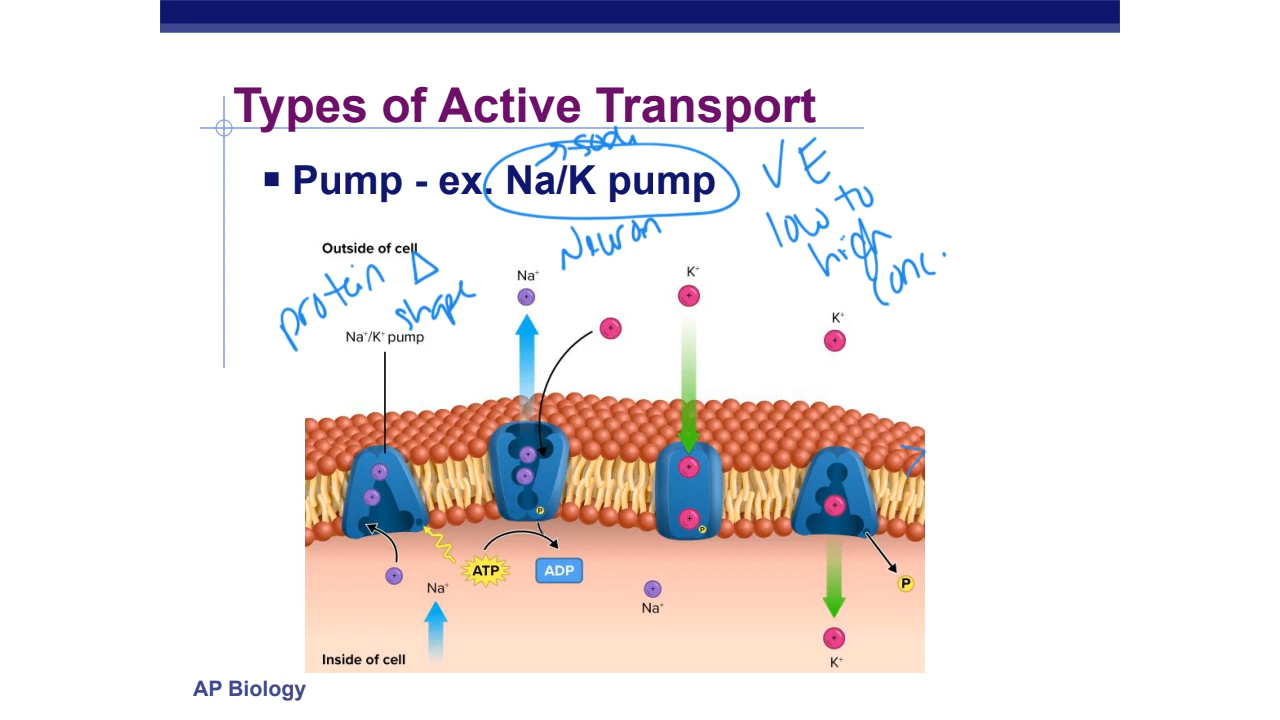 Types of Active Transport
→ sodi
▪ Pump - ex. Na/K pump
√ E
low to
high
conc.
Neuron
Outside of cell
protein Δ
shape
Na⁺
K⁺
K⁺
Na⁺/K⁺ pump
+
+
+
+
+
+
+
+
+
+
P
+
P
+
+
ATP
ADP
P
Na⁺
+
Na⁺
+
K⁺
Inside of cell
AP Biology